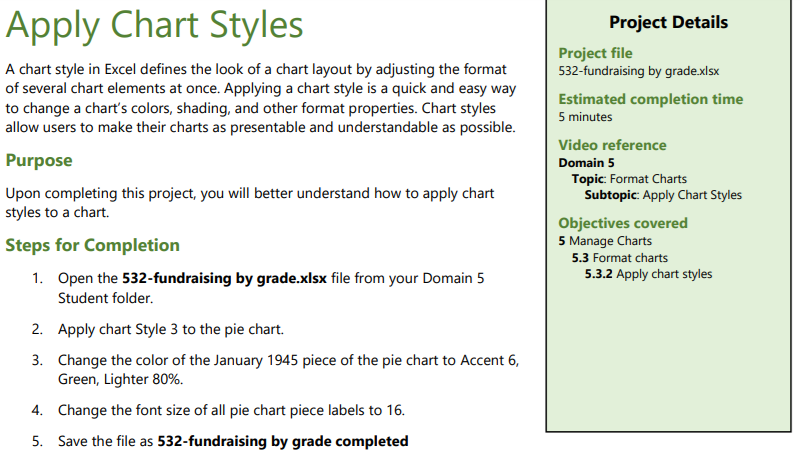 Apply Chart Styles
A chart style in Excel defines the look of a chart layout by adjusting the format
of several chart elements at once. Applying a chart style is a quick and easy way
to change a chart’s colors, shading, and other format properties. Chart styles
allow users to make their charts as presentable and understandable as possible.
Purpose
Upon completing this project, you will better understand how to apply chart
styles to a chart.
Steps for Completion
1. Open the 532-fundraising by grade.xlsx file from your Domain 5
Student folder.
2. Apply chart Style 3 to the pie chart.
3. Change the color of the January 1945 piece of the pie chart to Accent 6,
Green, Lighter 80%.
4. Change the font size of all pie chart piece labels to 16.
5. Save the file as 532-fundraising by grade completed
Project Details
Project file
532-fundraising by grade.xlsx
Estimated completion time
5 minutes
Video reference
Domain 5
Topic: Format Charts
Subtopic: Apply Chart Styles
Objectives covered
5 Manage Charts
5.3 Format charts
5.3.2 Apply chart styles